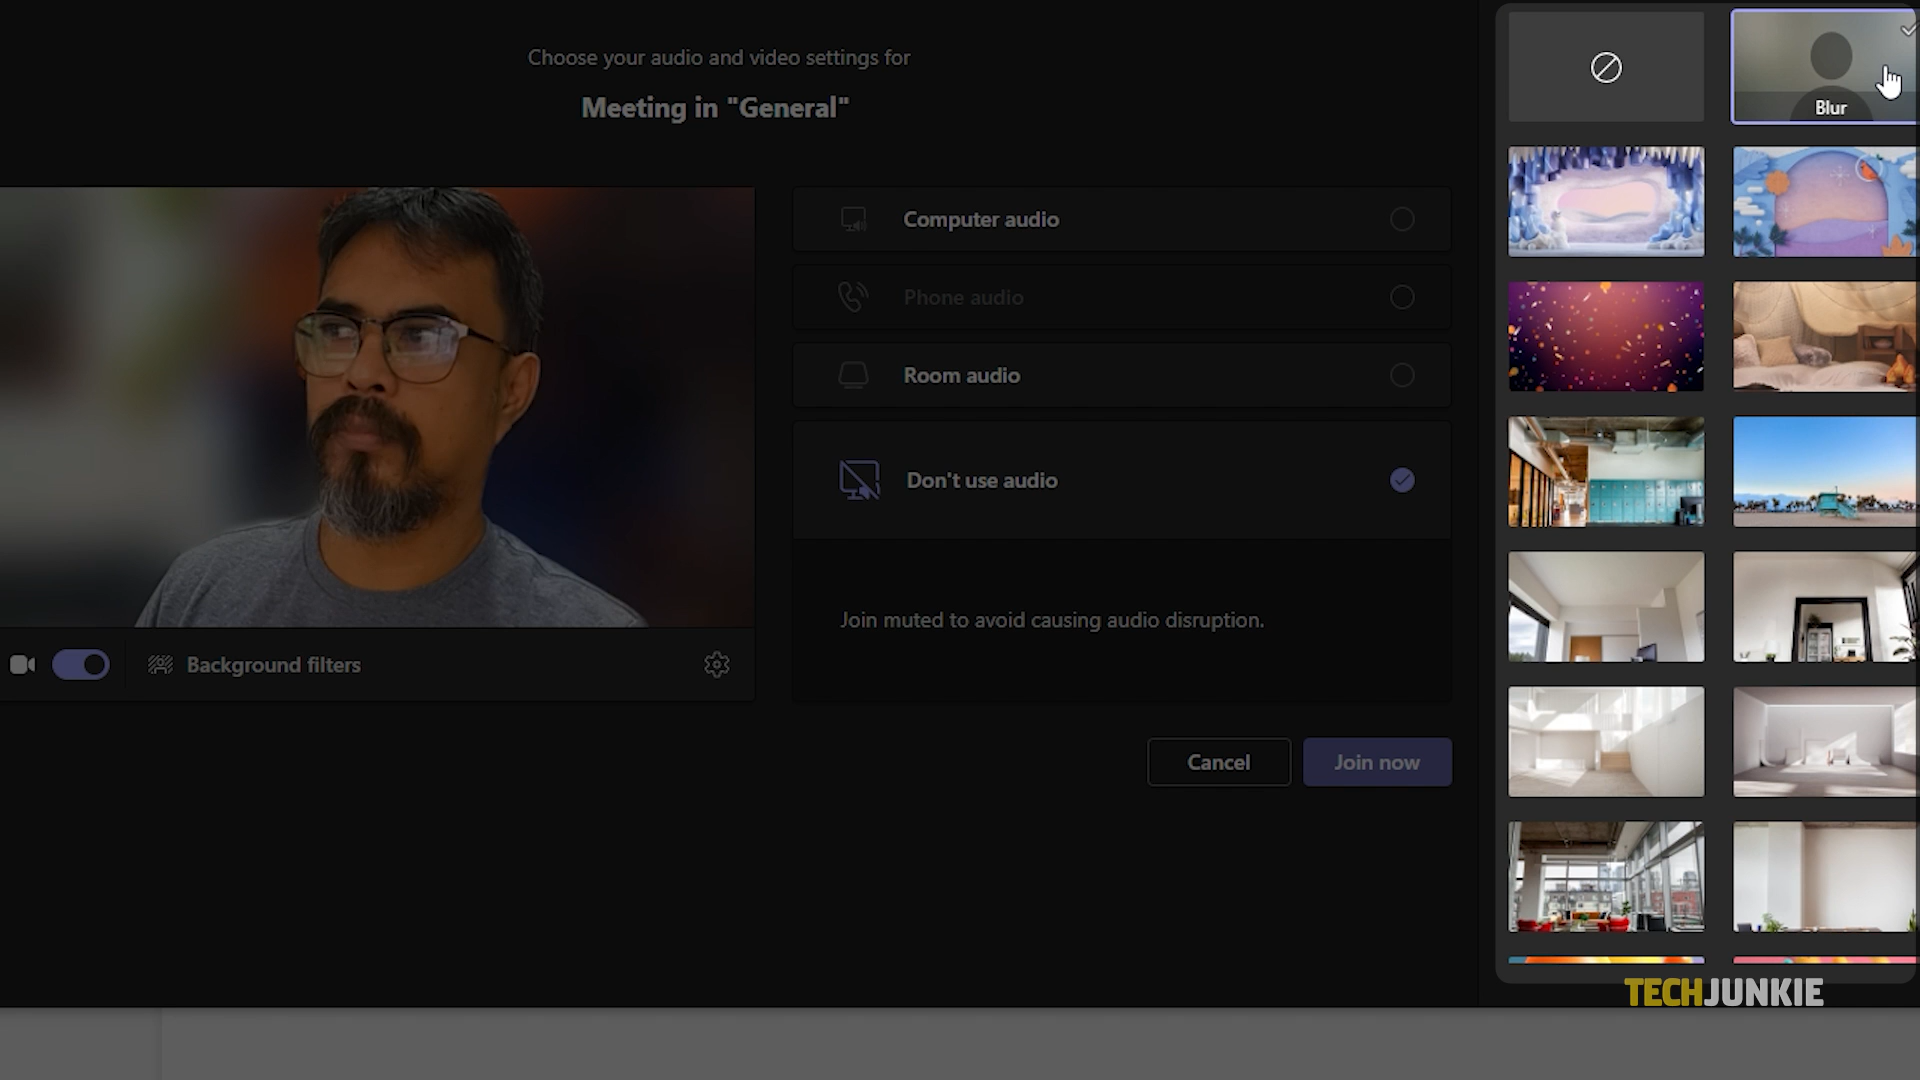 Choose your audio and video settings for
Meeting in "General"
Blur
Computer audio
Phone audio
Room audio
Don't use audio
Join muted to avoid causing audio disruption.
Background filters
Cancel
Join now
TECHJUNKIE